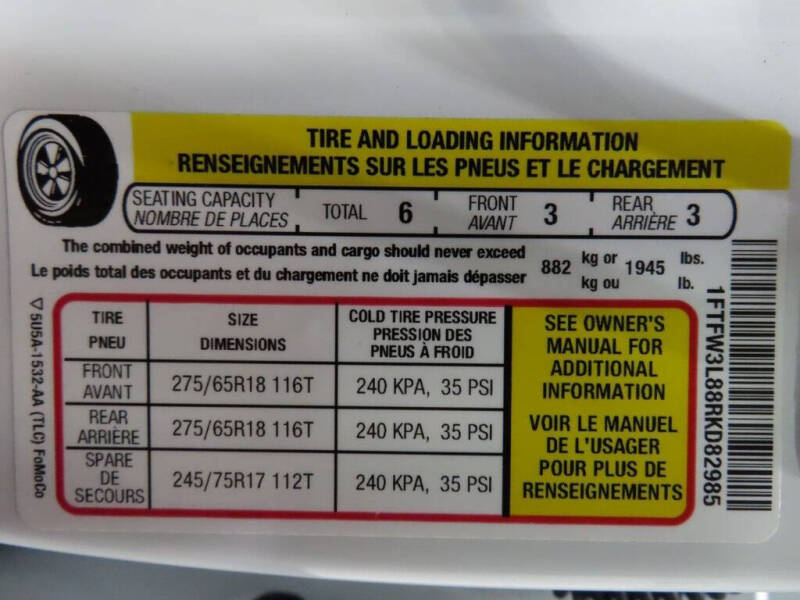 TIRE AND LOADING INFORMATION
RENSEIGNEMENTS SUR LES PNEUS ET LE CHARGEMENT
SEATING CAPACITY
NOMBRE DE PLACES
TOTAL 6
FRONT
AVANT 3
REAR
ARRIÈRE 3
The combined weight of occupants and cargo should never exceed
Le poids total des occupants et du chargement ne doit jamais dépasser
882 kg or 1945 lbs.
kg ou lb.
TIRE
PNEU
SIZE
DIMENSIONS
COLD TIRE PRESSURE
PRESSION DES
PNEUS À FROID
FRONT
AVANT
275/65R18 116T
240 KPA, 35 PSI
REAR
ARRIÈRE
275/65R18 116T
240 KPA, 35 PSI
SPARE
DE
SECOURS
245/75R17 112T
240 KPA, 35 PSI
SEE OWNER'S
MANUAL FOR
ADDITIONAL
INFORMATION
VOIR LE MANUEL
DE L'USAGER
POUR PLUS DE
RENSEIGNEMENTS
1FTFW3L88RKD82985
▽ 5U5A-1532-AA (TLC) FoMoCo